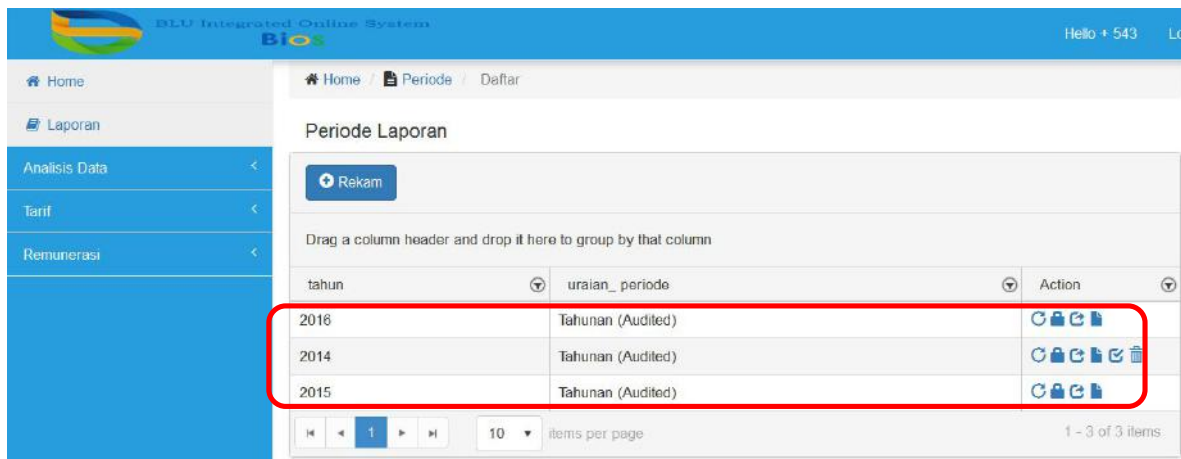 BLU Integrated Online System
Bios
Hello + 543
Home
Laporan
Analisis Data
Tarif
Remunerasi
Home / Periode / Daftar
Periode Laporan
Rekam
Drag a column header and drop it here to group by that column
tahun uraian_ periode Action
2016 Tahunan (Audited)
2014 Tahunan (Audited)
2015 Tahunan (Audited)
1 10 items per page 1 - 3 of 3 items